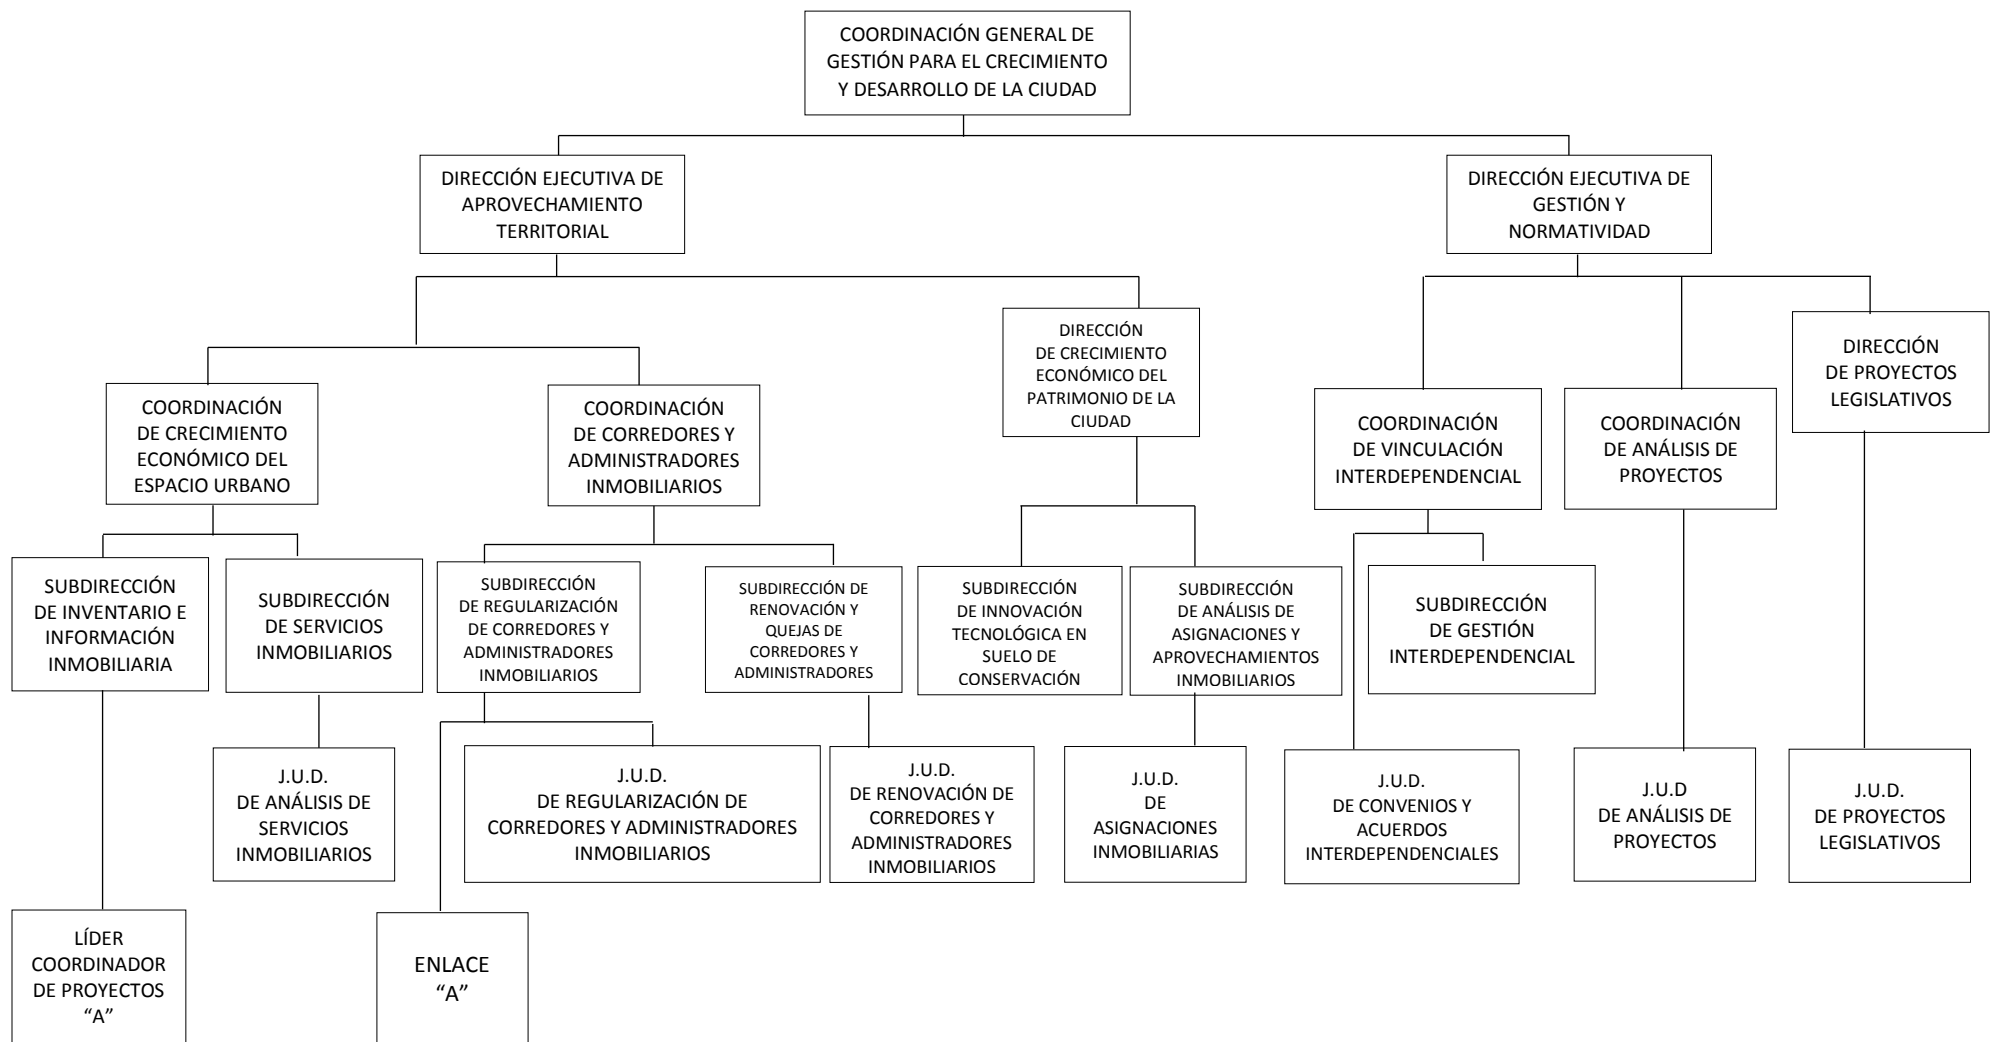 COORDINACIÓN GENERAL DE
GESTIÓN PARA EL CRECIMIENTO
Y DESARROLLO DE LA CIUDAD
DIRECCIÓN EJECUTIVA DE
APROVECHAMIENTO
TERRITORIAL
DIRECCIÓN EJECUTIVA DE
GESTIÓN Y
NORMATIVIDAD
DIRECCIÓN
DE CRECIMIENTO
ECONÓMICO DEL
PATRIMONIO DE LA
CIUDAD
DIRECCIÓN
DE PROYECTOS
LEGISLATIVOS
COORDINACIÓN
DE CRECIMIENTO
ECONÓMICO DEL
ESPACIO URBANO
COORDINACIÓN
DE CORREDORES Y
ADMINISTRADORES
INMOBILIARIOS
COORDINACIÓN
DE VINCULACIÓN
INTERDEPENDENCIAL
COORDINACIÓN
DE ANÁLISIS DE
PROYECTOS
SUBDIRECCIÓN
DE INVENTARIO E
INFORMACIÓN
INMOBILIARIA
SUBDIRECCIÓN
DE SERVICIOS
INMOBILIARIOS
SUBDIRECCIÓN
DE REGULARIZACIÓN
DE CORREDORES Y
ADMINISTRADORES
INMOBILIARIOS
SUBDIRECCIÓN DE
RENOVACIÓN Y
QUEJAS DE
CORREDORES Y
ADMINISTRADORES
SUBDIRECCIÓN
DE INNOVACIÓN
TECNOLÓGICA EN
SUELO DE
CONSERVACIÓN
SUBDIRECCIÓN
DE ANÁLISIS DE
ASIGNACIONES Y
APROVECHAMIENTOS
INMOBILIARIOS
SUBDIRECCIÓN
DE GESTIÓN
INTERDEPENDENCIAL
J.U.D.
DE ANÁLISIS DE
SERVICIOS
INMOBILIARIOS
J.U.D.
DE REGULARIZACIÓN DE
CORREDORES Y ADMINISTRADORES
INMOBILIARIOS
J.U.D.
DE RENOVACIÓN DE
CORREDORES Y
ADMINISTRADORES
INMOBILIARIOS
J.U.D.
DE
ASIGNACIONES
INMOBILIARIAS
J.U.D.
DE CONVENIOS Y
ACUERDOS
INTERDEPENDENCIALES
J.U.D
DE ANÁLISIS DE
PROYECTOS
J.U.D.
DE PROYECTOS
LEGISLATIVOS
LÍDER
COORDINADOR
DE PROYECTOS
“A”
ENLACE
“A”